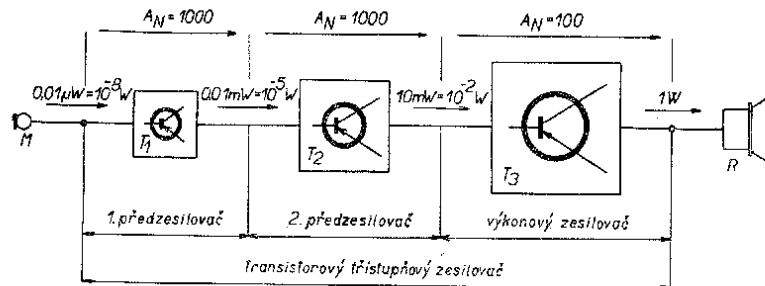 A_N = 1000
A_N = 1000
A_N = 100
0,01μW=10⁻⁸W
0,01mW=10⁻⁵W
10mW=10⁻²W
1W
M
T1
T2
T3
R
1. předzesilovač
2. předzesilovač
výkonový zesilovač
Transistorový třístupňový zesilovač